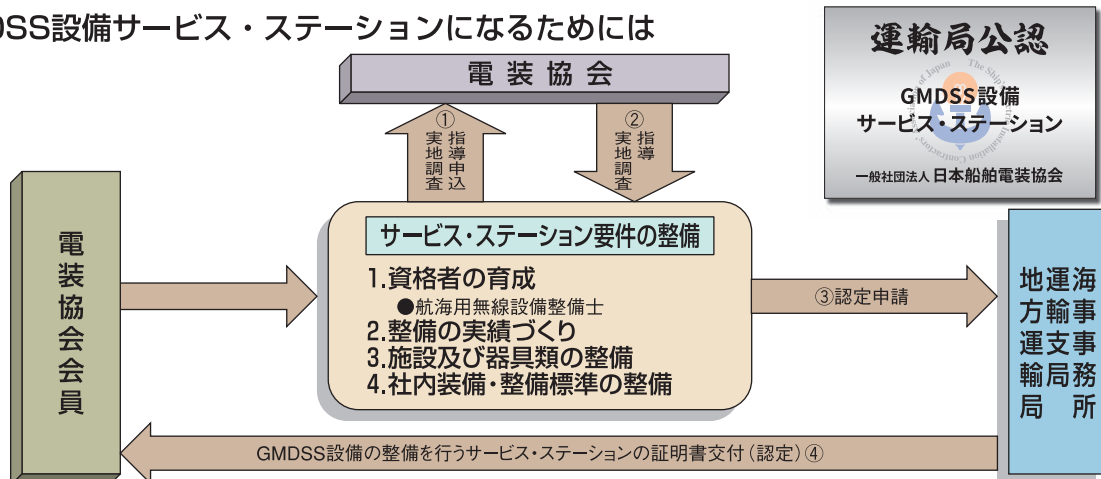 DSS設備サービス・ステーションになるためには
運輸局公認
of Japan The Ship
GMDSS設備
サービス・ステーション
Installation Contractors'
一般社団法人日本船舶電装協会
電装協会
①指導申込
実地調査
②指導
実地調査
電装協会会員
サービス・ステーション要件の整備
1.資格者の育成
●航海用無線設備整備士
2.整備の実績づくり
3.施設及び器具類の整備
4.社内装備・整備標準の整備
③認定申請
海事事務所
運輸支局
地方運輸局
GMDSS設備の整備を行うサービス・ステーションの証明書交付(認定)④